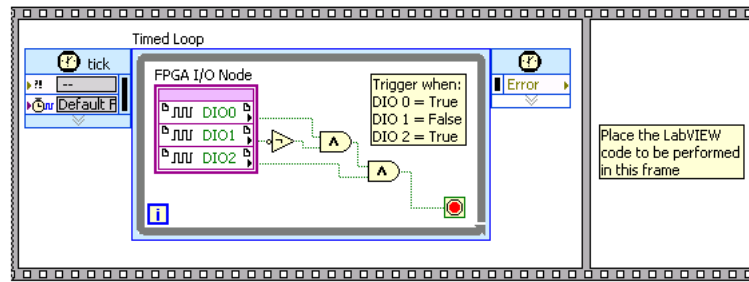 Timed Loop
tick
?!
--
Default F
FPGA I/O Node
DIO0
DIO1
DIO2
Trigger when:
DIO 0 = True
DIO 1 = False
DIO 2 = True
i
Error
Place the LabVIEW
code to be performed
in this frame